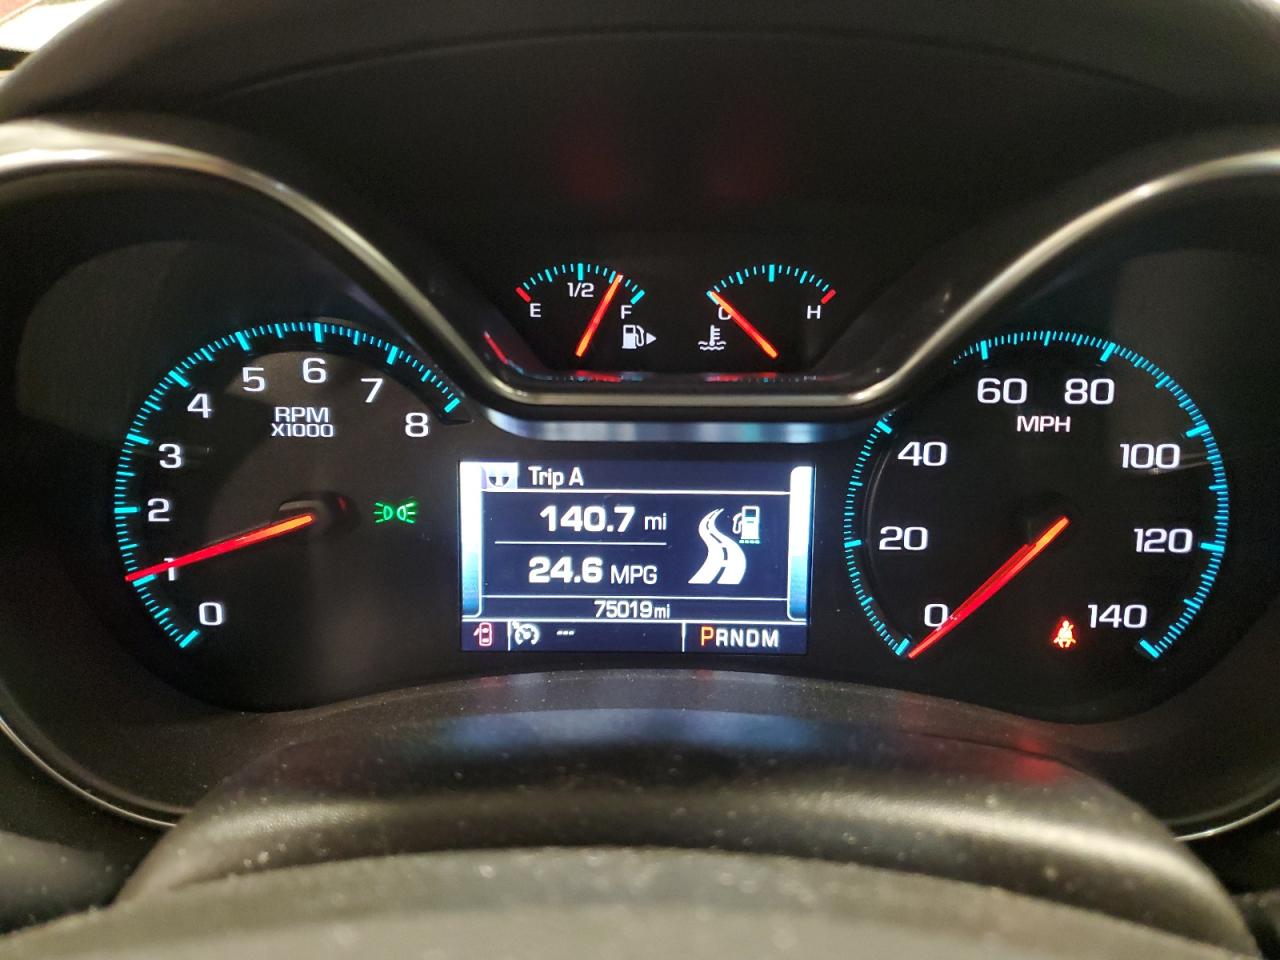 E 1/2 F
C H
0 1 2 3 4 5 6 7 8
RPM
X1000
Trip A
140.7 mi
24.6 MPG
75019mi
---
PRNDM
0 20 40 60 80 100 120 140
MPH